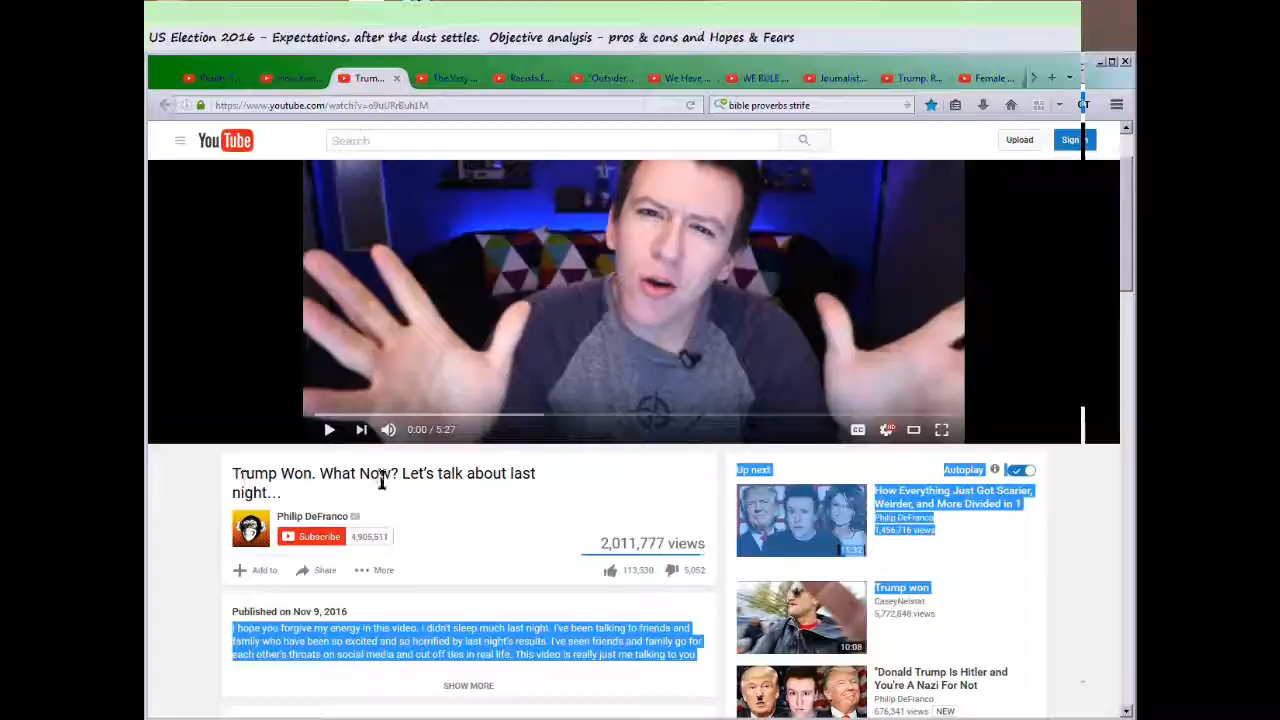 US Election 2016 - Expectations, after the dust settles. Objective analysis - pros & cons and Hopes & Fears
Trum...
The Very ...
Racists E...
"Outsider...
We Have ...
WE RULE ...
Journalist...
Trump, R...
Female ...
https://www.youtube.com/watch?v=o9uURrBuh1M
bible proverbs strife
YouTube
Search
Upload
Sign
0:00 / 5:27
CC
HD
Trump Won. What Now? Let's talk about last
night...
Philip DeFranco
Subscribe 4,905,511
2,011,777 views
Add to Share More
113,530 5,052
Published on Nov 9, 2016
I hope you forgive my energy in this video. I didn't sleep much last night. I've been talking to friends and
family who have been so excited and so horrified by last night's results. I've seen friends and family go for
each other's throats on social media and cut off ties in real life. This video is really just me talking to you
SHOW MORE
Up next
Autoplay
How Everything Just Got Scarier,
Weirder, and More Divided in 1
Philip DeFranco
1,456,716 views
11:32
Trump won
CaseyNeistat
5,772,848 views
10:08
"Donald Trump Is Hitler and
You're A Nazi For Not
Philip DeFranco
676,341 views NEW